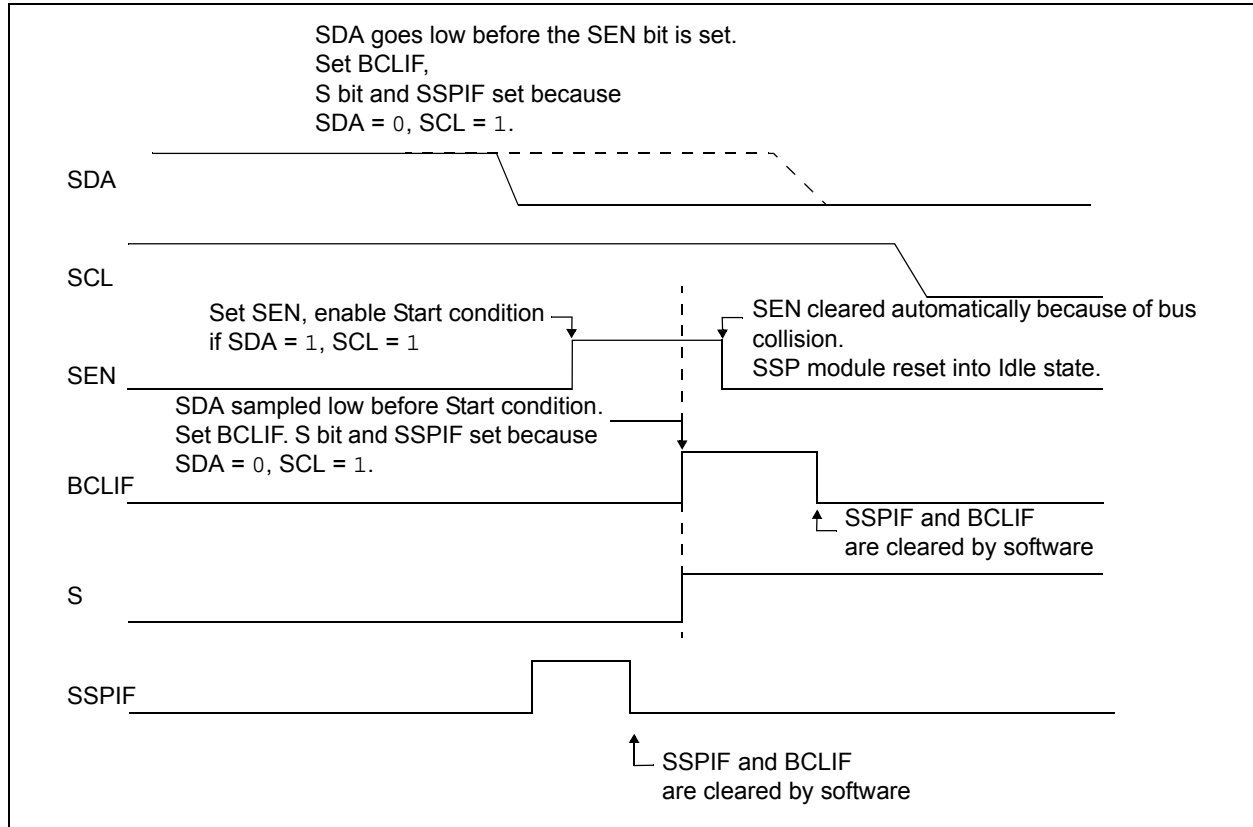 SDA goes low before the SEN bit is set.
Set BCLIF,
S bit and SSPIF set because
SDA = 0, SCL = 1.
SDA
SCL
Set SEN, enable Start condition
if SDA = 1, SCL = 1
SEN cleared automatically because of bus
collision.
SSP module reset into Idle state.
SEN
SDA sampled low before Start condition.
Set BCLIF. S bit and SSPIF set because
SDA = 0, SCL = 1.
BCLIF
SSPIF and BCLIF
are cleared by software
S
SSPIF
SSPIF and BCLIF
are cleared by software